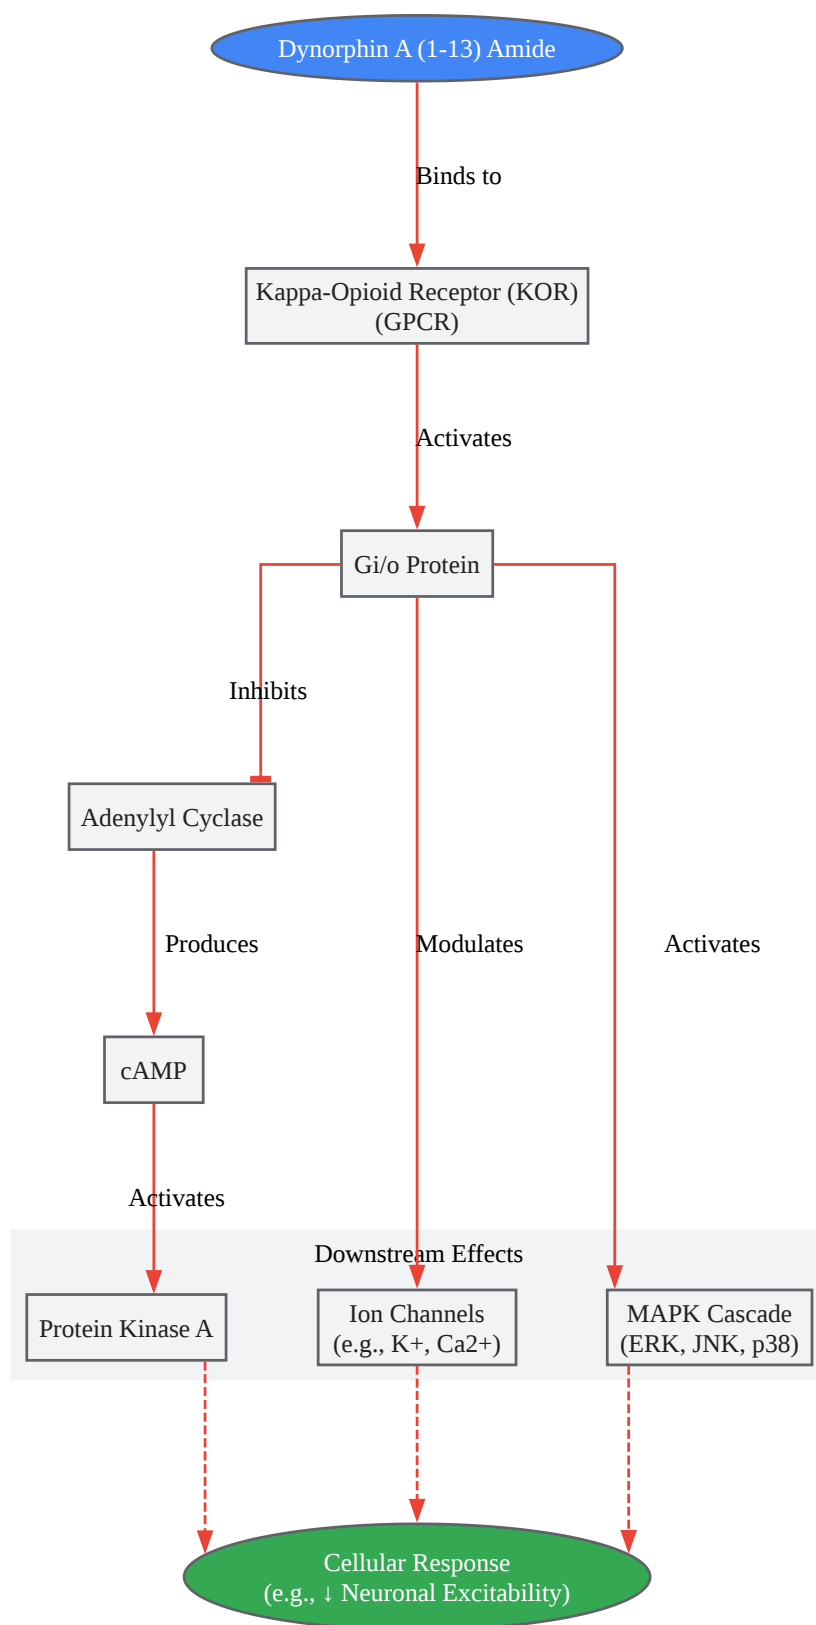 Dynorphin A (1-13) Amide
Binds to
Kappa-Opioid Receptor (KOR)
(GPCR)
Activates
Gi/o Protein
Inhibits
Adenylyl Cyclase
Produces
Modulates
Activates
cAMP
Activates
Downstream Effects
Protein Kinase A
Ion Channels
(e.g., K+, Ca2+)
MAPK Cascade
(ERK, JNK, p38)
Cellular Response
(e.g., ↓ Neuronal Excitability)